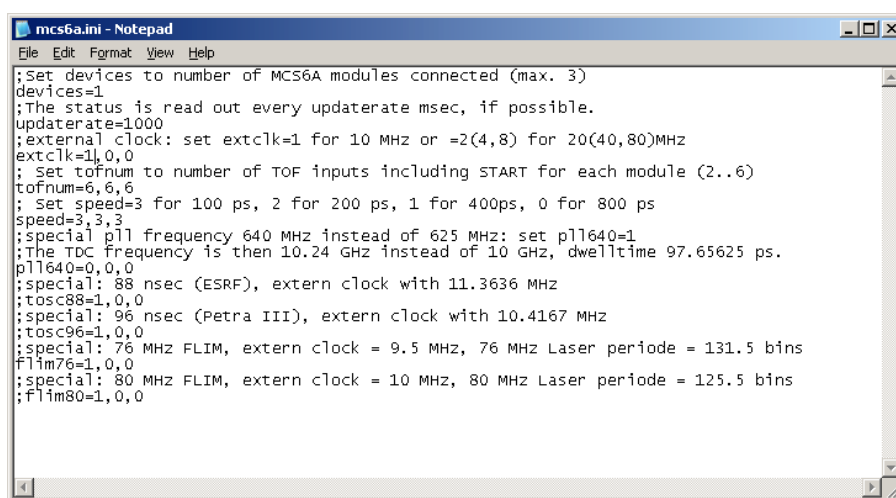 mcs6a.ini - Notepad
File Edit Format View Help
;Set devices to number of MCS6A modules connected (max. 3)
devices=1
;The status is read out every updaterate msec, if possible.
updaterate=1000
;external clock: set extclk=1 for 10 MHz or =2(4,8) for 20(40,80)MHz
extclk=1,0,0
; Set tofnum to number of TOF inputs including START for each module (2..6)
tofnum=6,6,6
; Set speed=3 for 100 ps, 2 for 200 ps, 1 for 400ps, 0 for 800 ps
speed=3,3,3
;special pll frequency 640 MHz instead of 625 MHz: set pll640=1
;The TDC frequency is then 10.24 GHz instead of 10 GHz, dwelltime 97.65625 ps.
pll640=0,0,0
;special: 88 nsec (ESRF), extern clock with 11.3636 MHz
;tosc88=1,0,0
;special: 96 nsec (Petra III), extern clock with 10.4167 MHz
;tosc96=1,0,0
;special: 76 MHz FLIM, extern clock = 9.5 MHz, 76 MHz Laser periode = 131.5 bins
flim76=1,0,0
;special: 80 MHz FLIM, extern clock = 10 MHz, 80 MHz Laser periode = 125.5 bins
;flim80=1,0,0